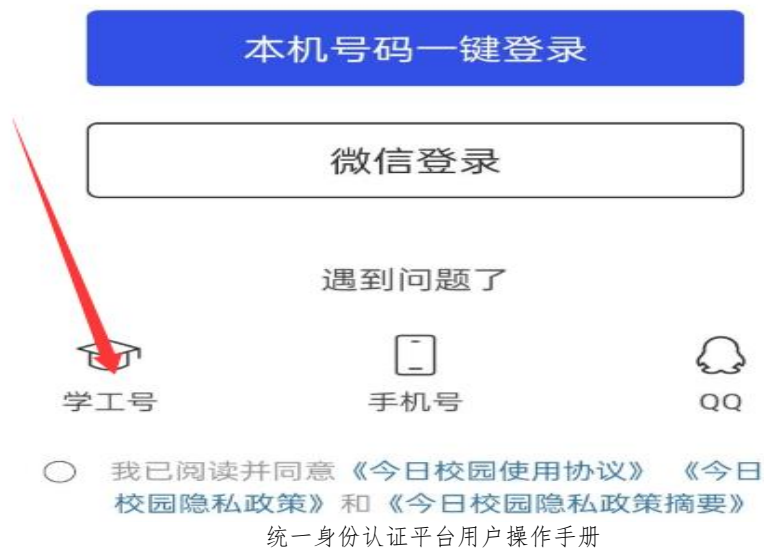 本机号码一键登录
微信登录
遇到问题了
学工号 手机号 QQ
我已阅读并同意《今日校园使用协议》 《今日
校园隐私政策》和《今日校园隐私政策摘要》
统一身份认证平台用户操作手册